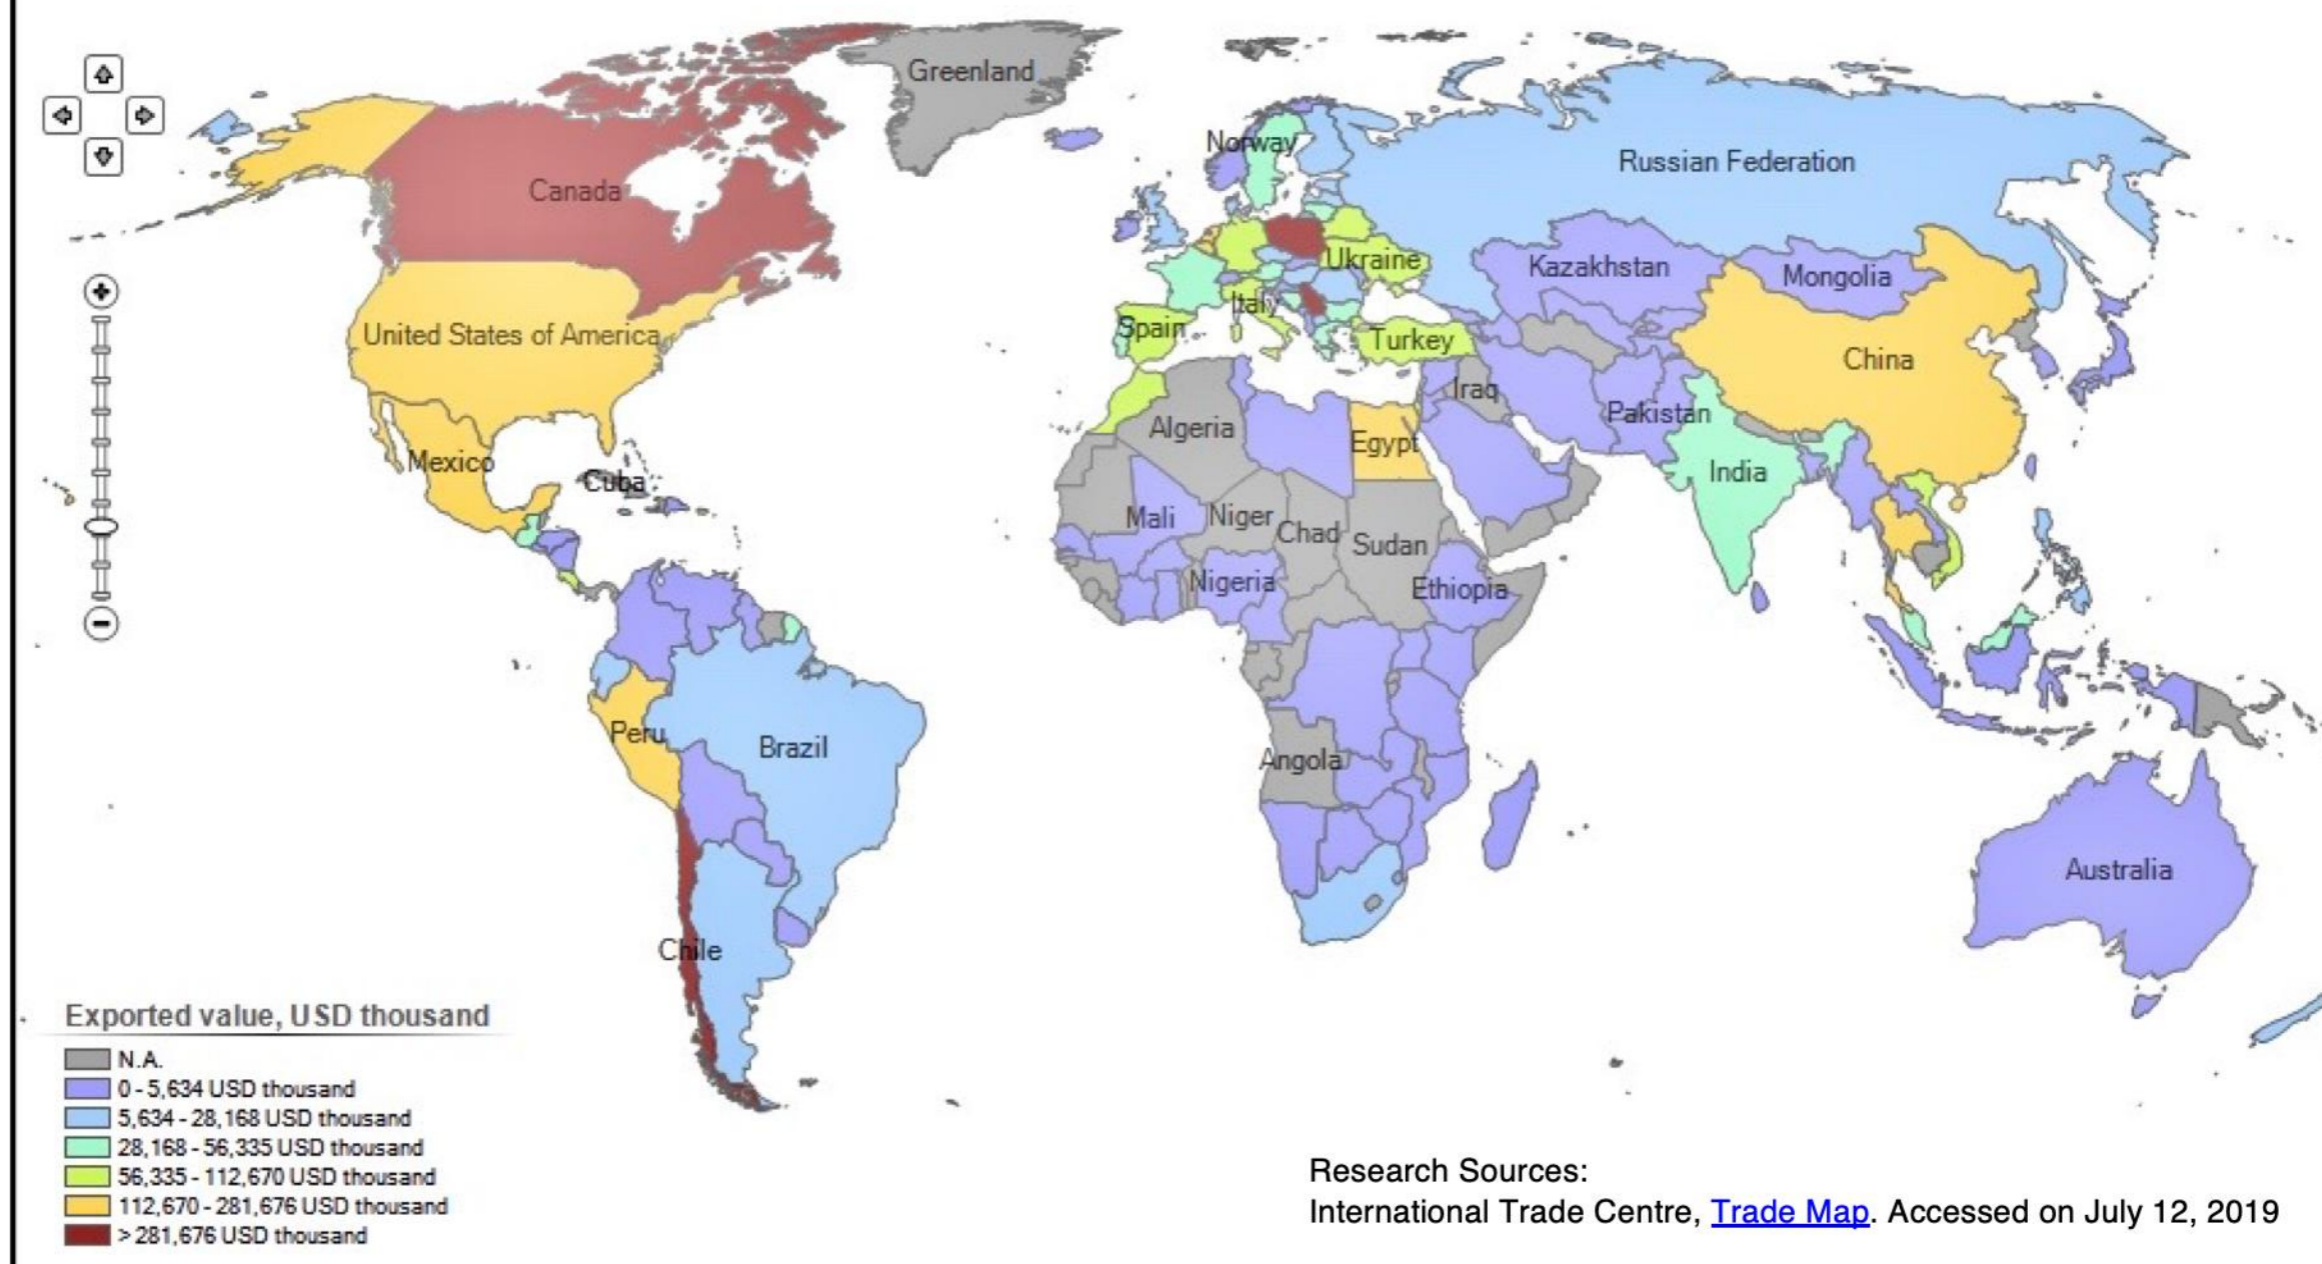 Greenland
Norway
Russian Federation
Canada
Ukraine
Kazakhstan
Mongolia
Italy
Spain
Turkey
United States of America
China
Iraq
Pakistan
Algeria
Egypt
Mexico
Cuba
India
Mali
Niger
Chad
Sudan
Nigeria
Ethiopia
Peru
Brazil
Angola
Australia
Chile
Exported value, USD thousand
N.A.
0 - 5,634 USD thousand
5,634 - 28,168 USD thousand
28,168 - 56,335 USD thousand
56,335 - 112,670 USD thousand
112,670 - 281,676 USD thousand
> 281,676 USD thousand
Research Sources:
International Trade Centre, Trade Map. Accessed on July 12, 2019